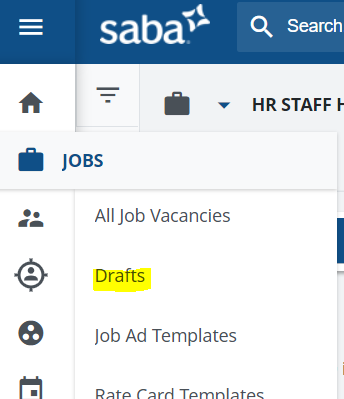 saba
Search
HR STAFF H
JOBS
All Job Vacancies
Drafts
Job Ad Templates
Rate Card Templates